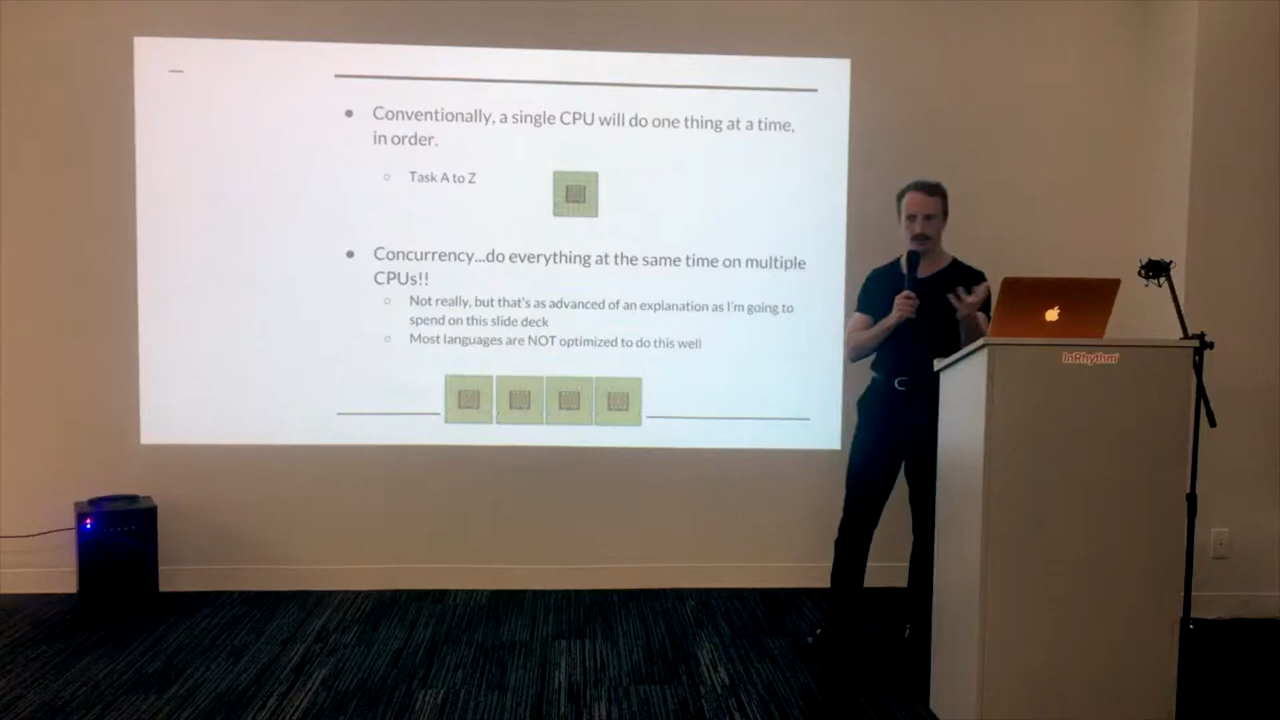 Conventionally, a single CPU will do one thing at a time,
in order.
Task A to Z
Concurrency...do everything at the same time on multiple
CPUs!!
Not really, but that's as advanced of an explanation as I'm going to
spend on this slide deck
Most languages are NOT optimized to do this well
InRhythm